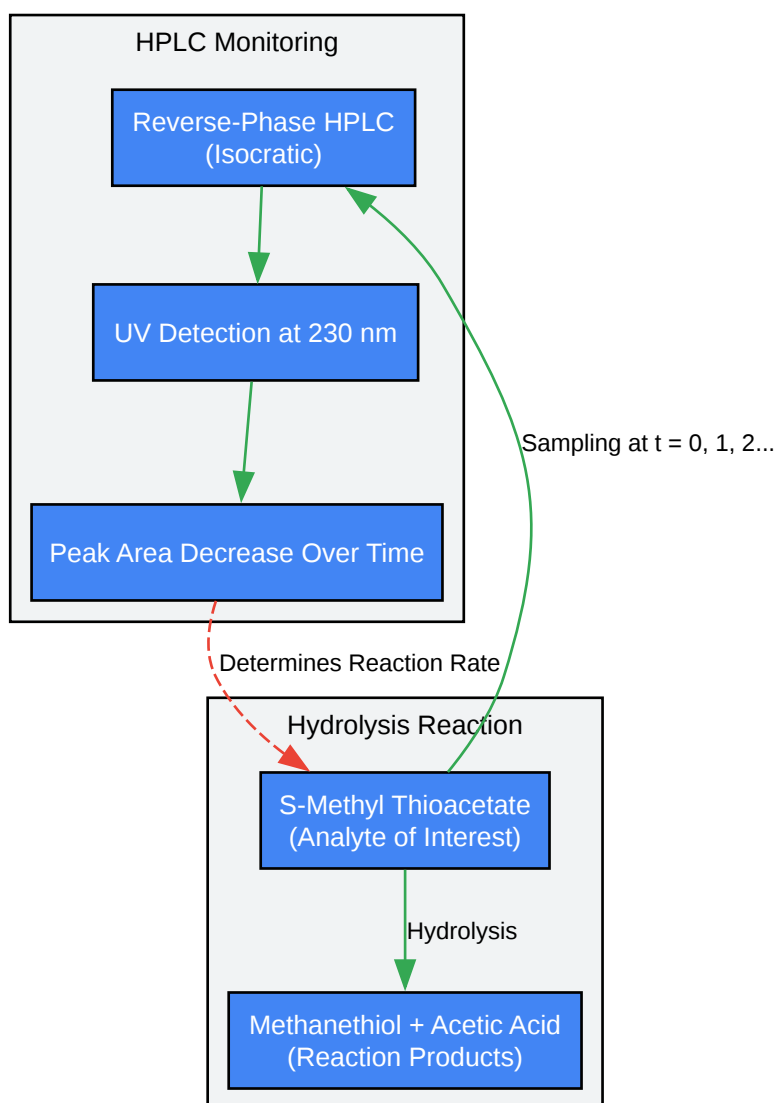 HPLC Monitoring
Reverse-Phase HPLC
(Isocratic)
UV Detection at 230 nm
Sampling at t = 0, 1, 2...
Peak Area Decrease Over Time
Determines Reaction Rate
Hydrolysis Reaction
S-Methyl Thioacetate
(Analyte of Interest)
Hydrolysis
Methanethiol + Acetic Acid
(Reaction Products)